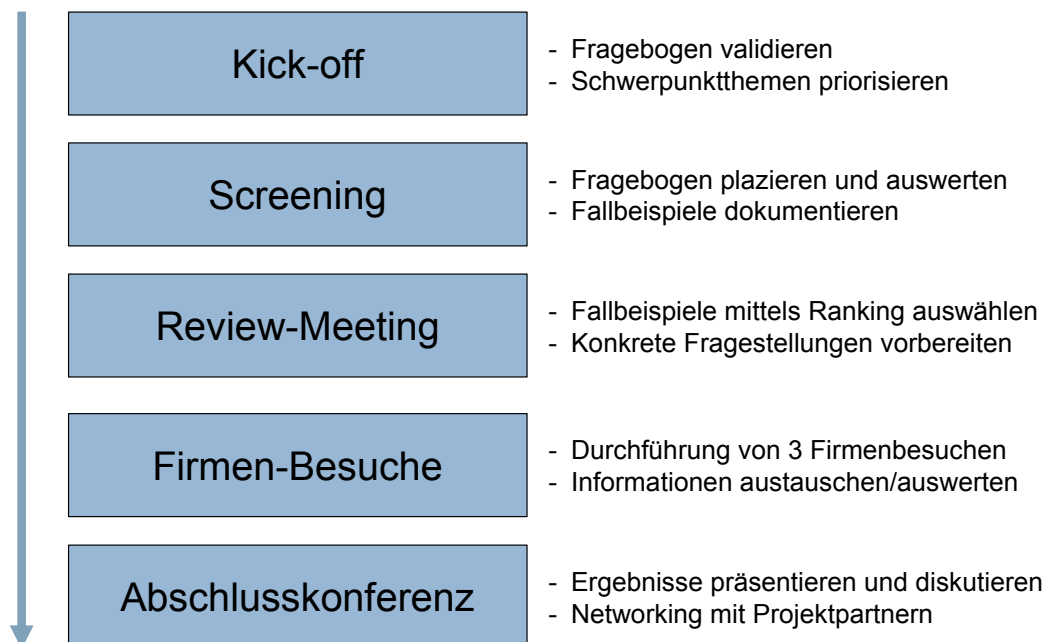 Kick-off
- Fragebogen validieren
- Schwerpunktthemen priorisieren
Screening
- Fragebogen plazieren und auswerten
- Fallbeispiele dokumentieren
Review-Meeting
- Fallbeispiele mittels Ranking auswählen
- Konkrete Fragestellungen vorbereiten
Firmen-Besuche
- Durchführung von 3 Firmenbesuchen
- Informationen austauschen/auswerten
Abschlusskonferenz
- Ergebnisse präsentieren und diskutieren
- Networking mit Projektpartnern